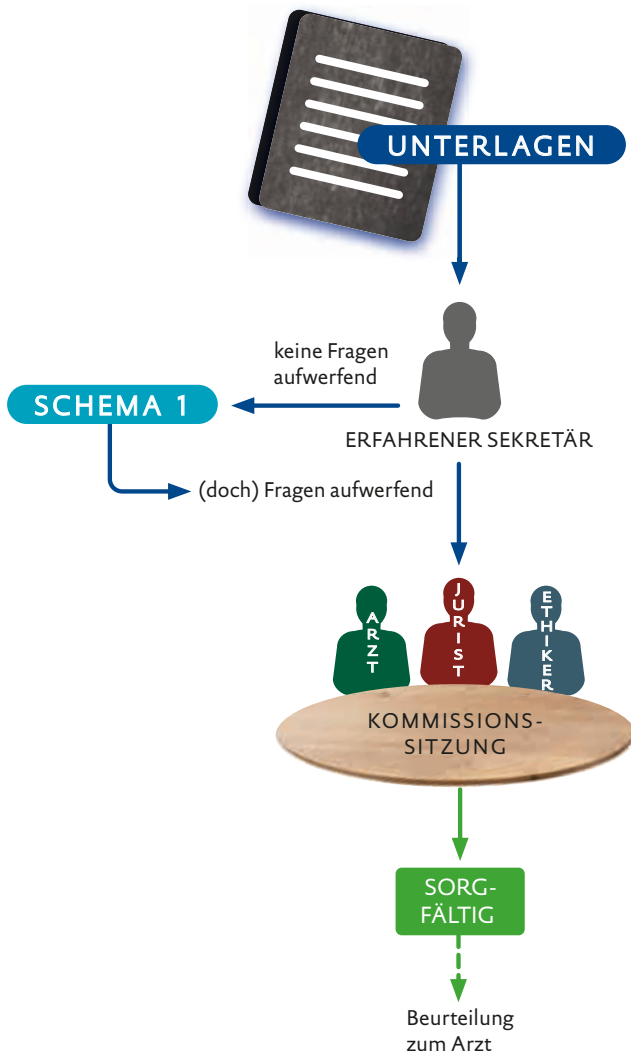 UNTERLAGEN
keine Fragen
aufwerfend
SCHEMA 1
ERFAHRENER SEKRETÄR
(doch) Fragen aufwerfend
ARZT
JURIST
ETHIKER
KOMMISSIONS-
SITZUNG
SORG-
FÄLTIG
Beurteilung
zum Arzt